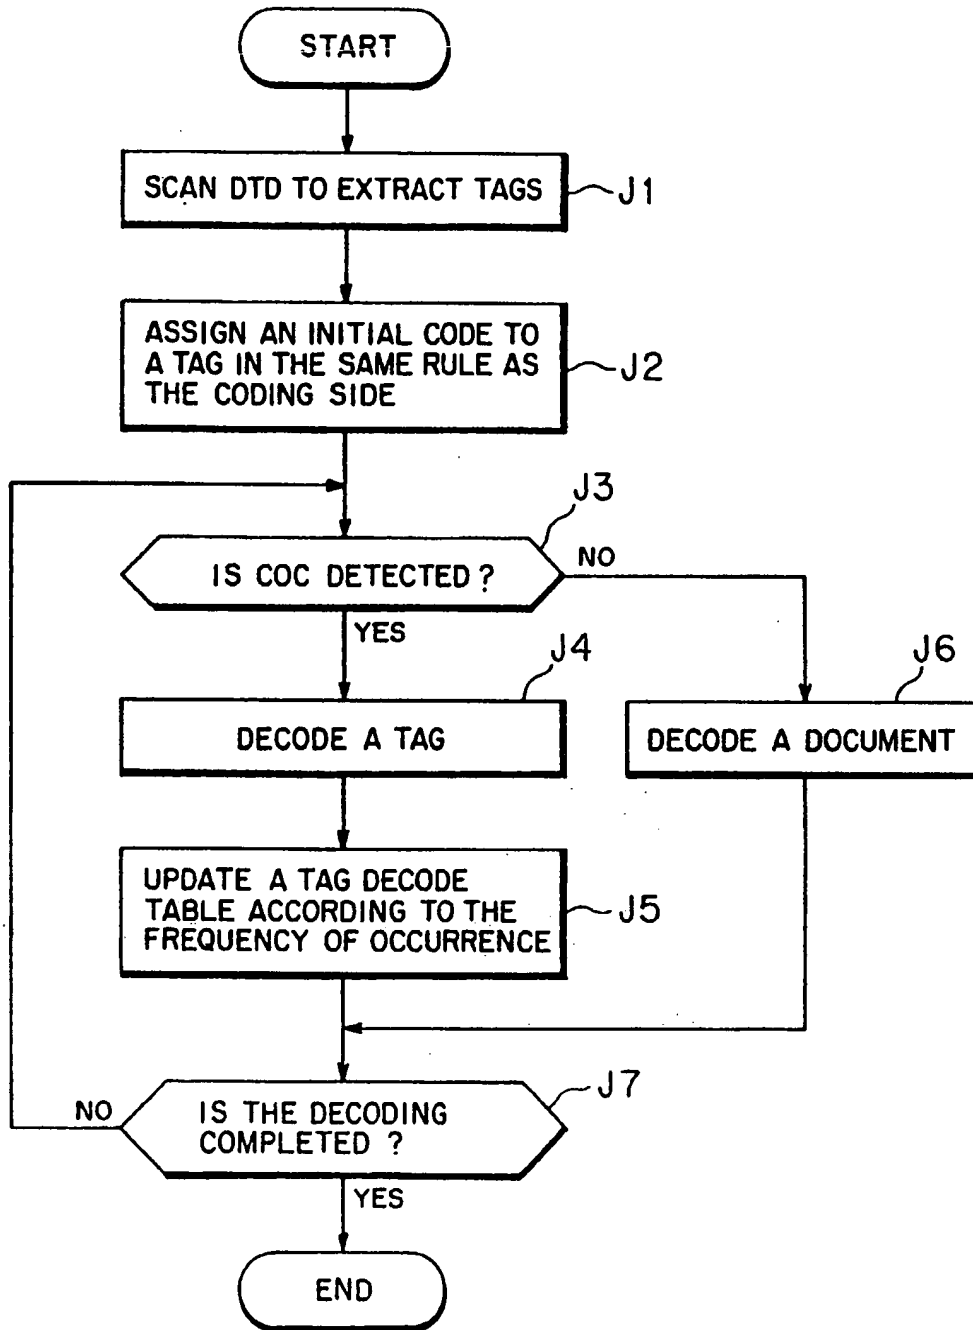 START
SCAN DTD TO EXTRACT TAGS
J1
ASSIGN AN INITIAL CODE TO
A TAG IN THE SAME RULE AS
THE CODING SIDE
J2
J3
IS COC DETECTED ?
NO
YES
J4
DECODE A TAG
J6
DECODE A DOCUMENT
UPDATE A TAG DECODE
TABLE ACCORDING TO THE
FREQUENCY OF OCCURRENCE
J5
J7
NO
IS THE DECODING
COMPLETED ?
YES
END